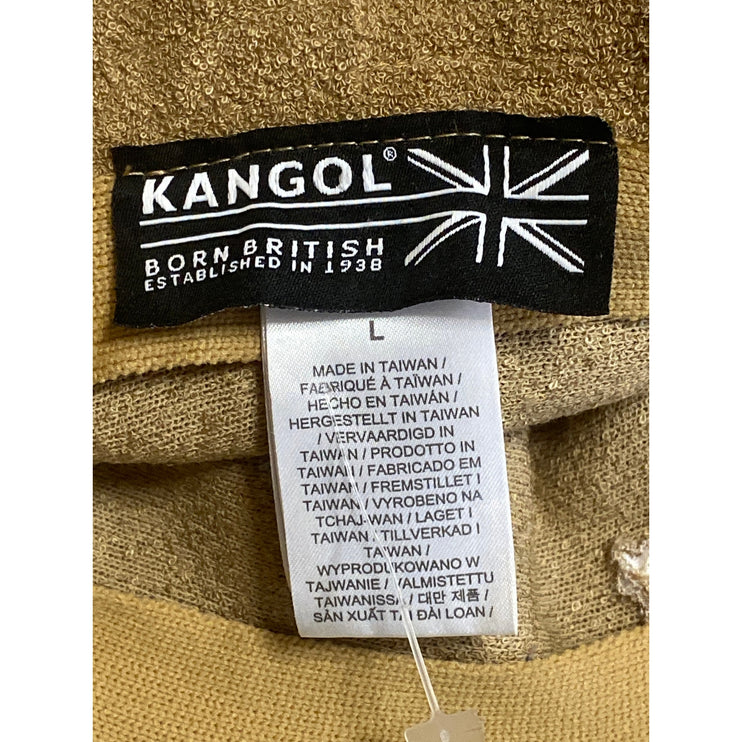 KANGOL®
BORN BRITISH
ESTABLISHED IN 1938
L
MADE IN TAIWAN /
FABRIQUÉ À TAÏWAN /
HECHO EN TAIWÁN /
HERGESTELLT IN TAIWAN
/ VERVAARDIGD IN
TAIWAN / PRODOTTO IN
TAIWAN / FABRICADO EM
TAIWAN / FREMSTILLET I
TAIWAN / VYROBENO NA
TCHAJ-WAN / LAGET I
TAIWAN / TILLVERKAD I
TAIWAN /
WYPRODUKOWANO W
TAJWANIE / VALMISTETTU
TAIWANISSA / 대만 제품 /
SẢN XUẤT TẠI ĐÀI LOAN /